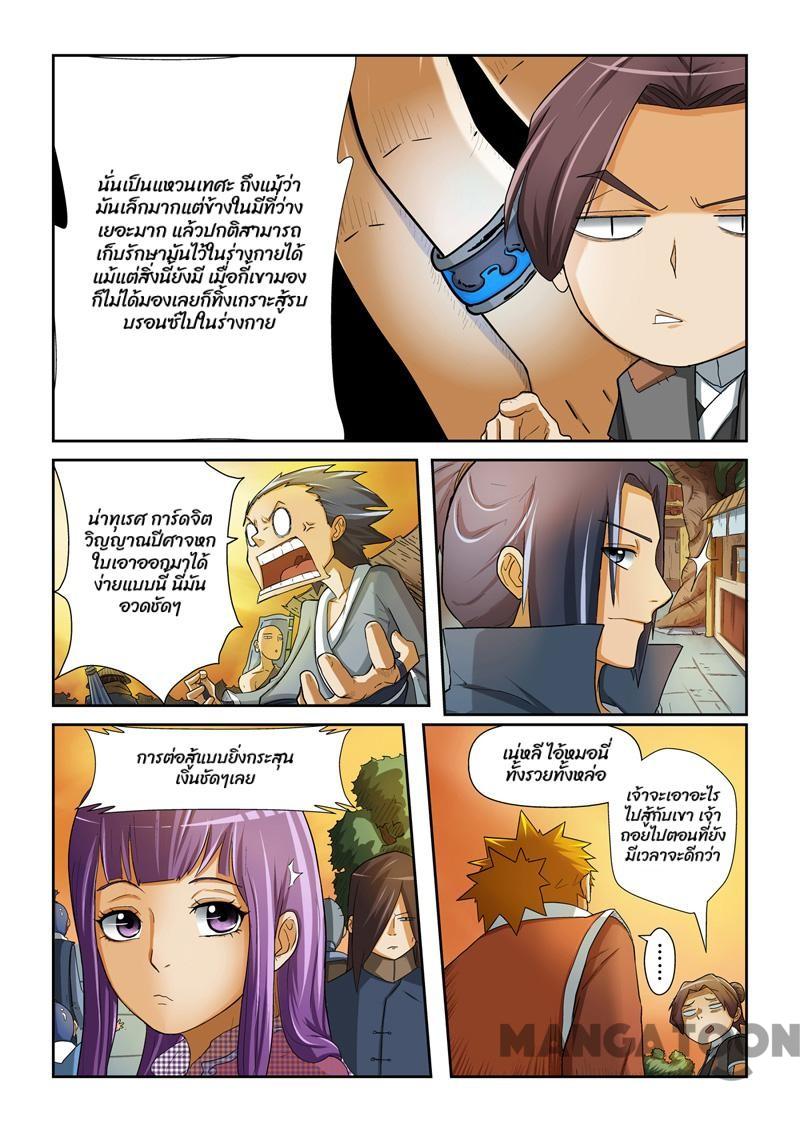 นั่นเป็นแหวนเทศะ ถึงแม้ว่า
มันเล็กมากแต่ข้างในมีที่ว่าง
เยอะมาก แล้วปกติสามารถ
เก็บรักษามันไว้ในร่างกายได้
แม้แต่สิ่งนี้ยังมี เมื่อกี้เขามอง
ก็ไม่ได้มองเลยก็ทิ้งเกราะสู้รบ
บรอนซ์ไปในร่างกาย
น่าทุเรศ การ์ดจิต
วิญญาณปีศาจหก
ใบเอาออกมาได้
ง่ายแบบนี้ นี่มัน
อวดชัดๆ
การต่อสู้แบบยิ่งกระสุน
เงินชัดๆเลย
เน่หลี ไอ้หมอนี่
ทั้งรวยทั้งหล่อ
เจ้าจะเอาอะไร
ไปสู้กับเขา เจ้า
ถอยไปตอนที่ยัง
มีเวลาจะดีกว่า
......
MANGATOON